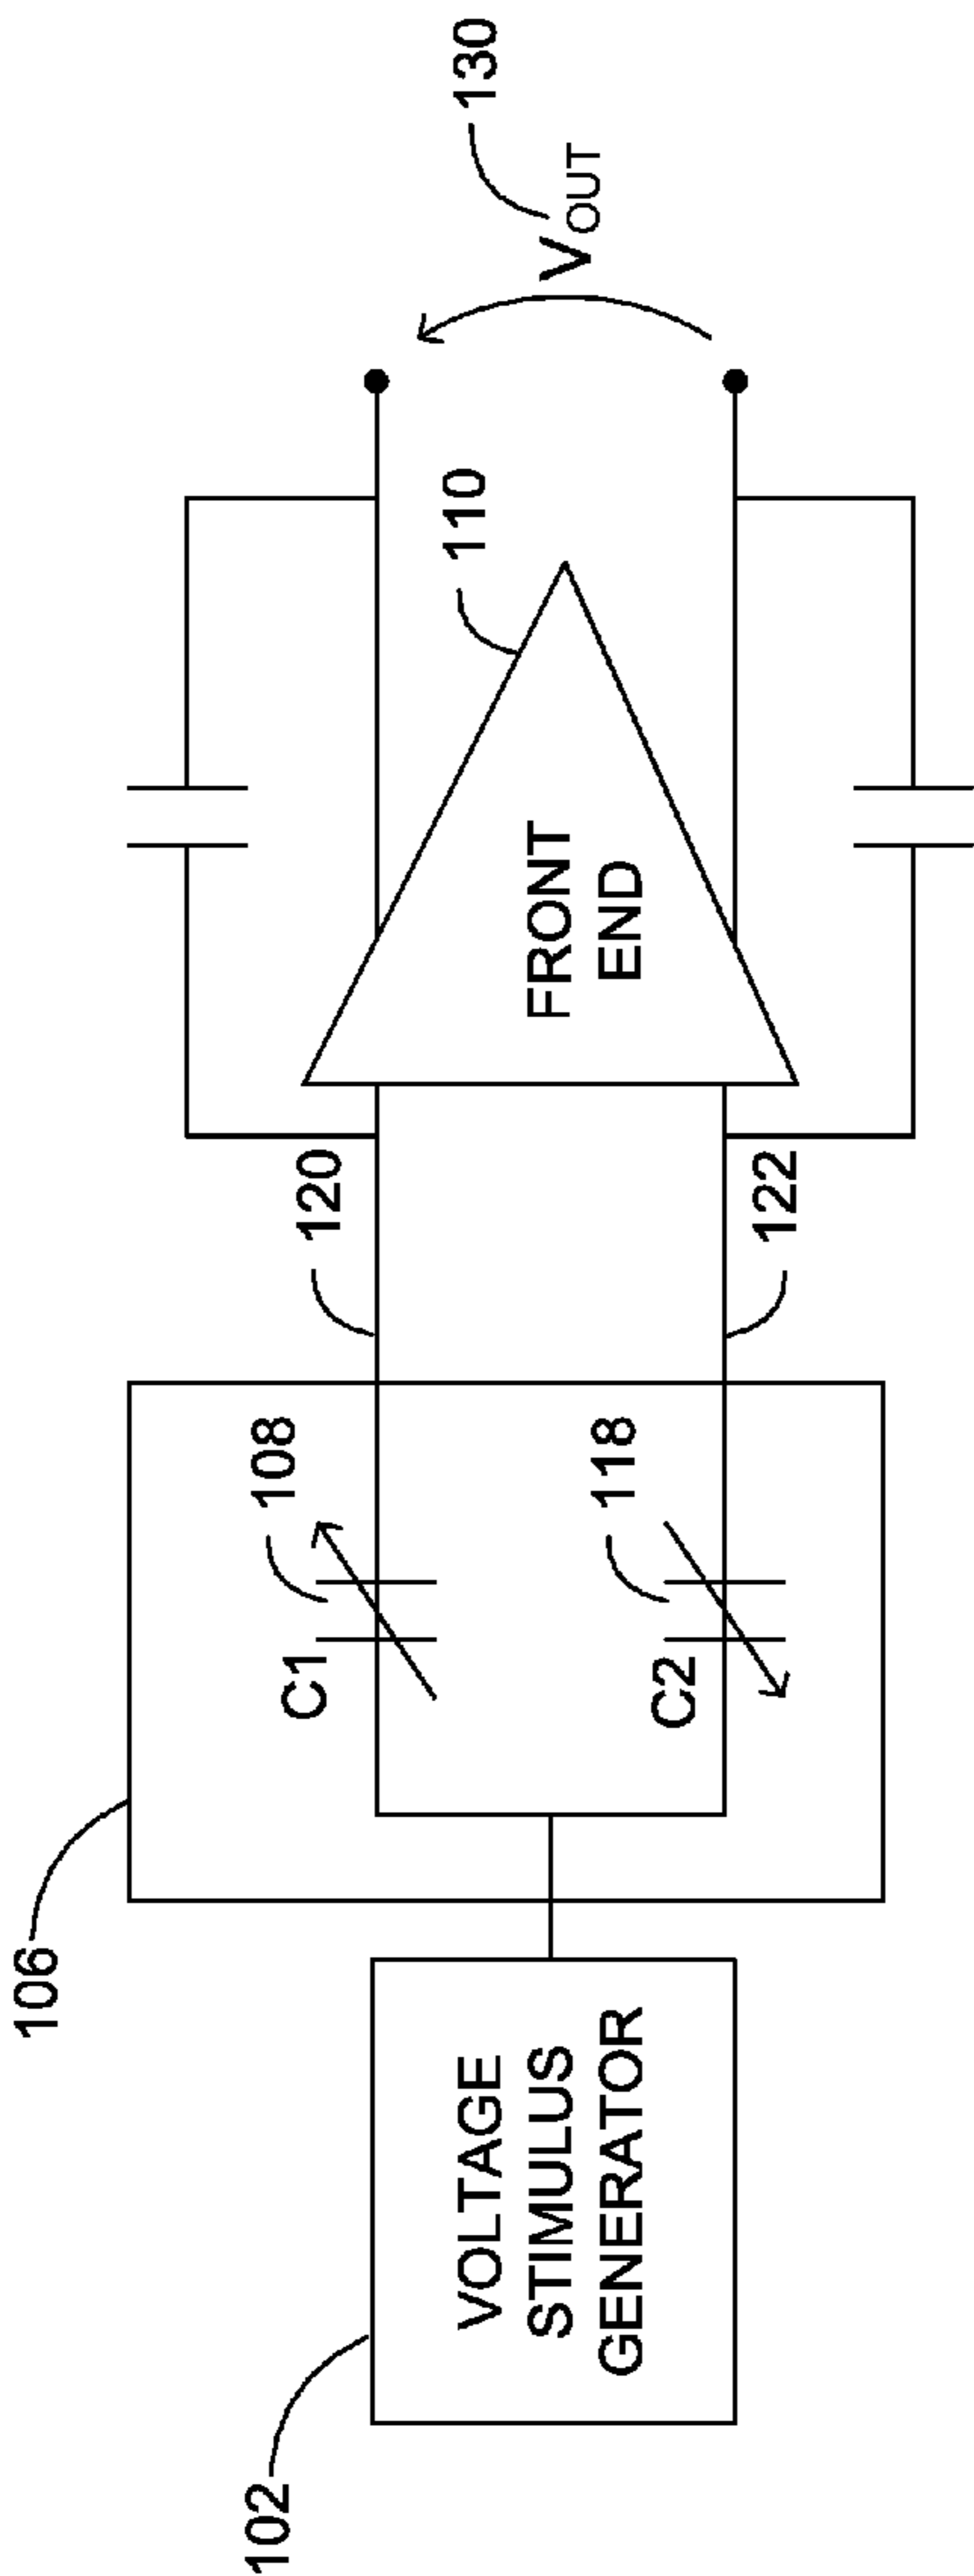 106
102
VOLTAGE
STIMULUS
GENERATOR
C1
108
C2
118
120
122
FRONT
END
110
130
VOUT